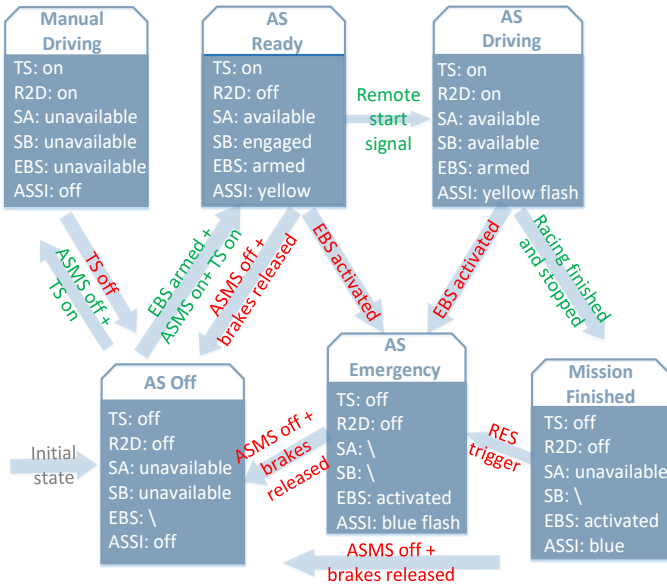 Manual
Driving
TS: on
R2D: on
SA: unavailable
SB: unavailable
EBS: unavailable
ASSI: off
AS
Ready
TS: on
R2D: off
SA: available
SB: engaged
EBS: armed
ASSI: yellow
Remote
start
signal
AS
Driving
TS: on
R2D: on
SA: available
SB: available
EBS: armed
ASSI: yellow flash
TS off
ASMS off +
TS on
EBS armed +
ASMS on+ TS on
ASMS off +
brakes released
EBS activated
EBS activated
Racing finished
and stopped
Initial
state
AS Off
TS: off
R2D: off
SA: unavailable
SB: unavailable
EBS: \
ASSI: off
ASMS off +
brakes
released
AS
Emergency
TS: off
R2D: off
SA: \
SB: \
EBS: activated
ASSI: blue flash
RES
trigger
Mission
Finished
TS: off
R2D: off
SA: unavailable
SB: \
EBS: activated
ASSI: blue
ASMS off +
brakes released